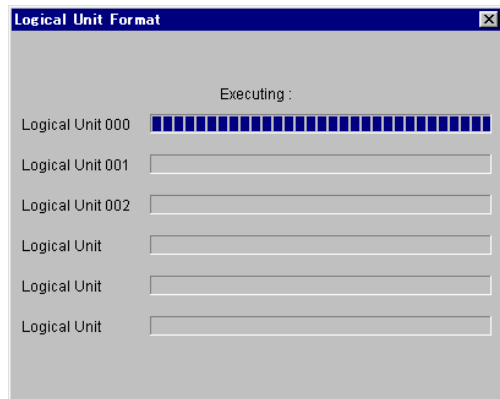 Logical Unit Format
Executing :
Logical Unit 000
Logical Unit 001
Logical Unit 002
Logical Unit
Logical Unit
Logical Unit